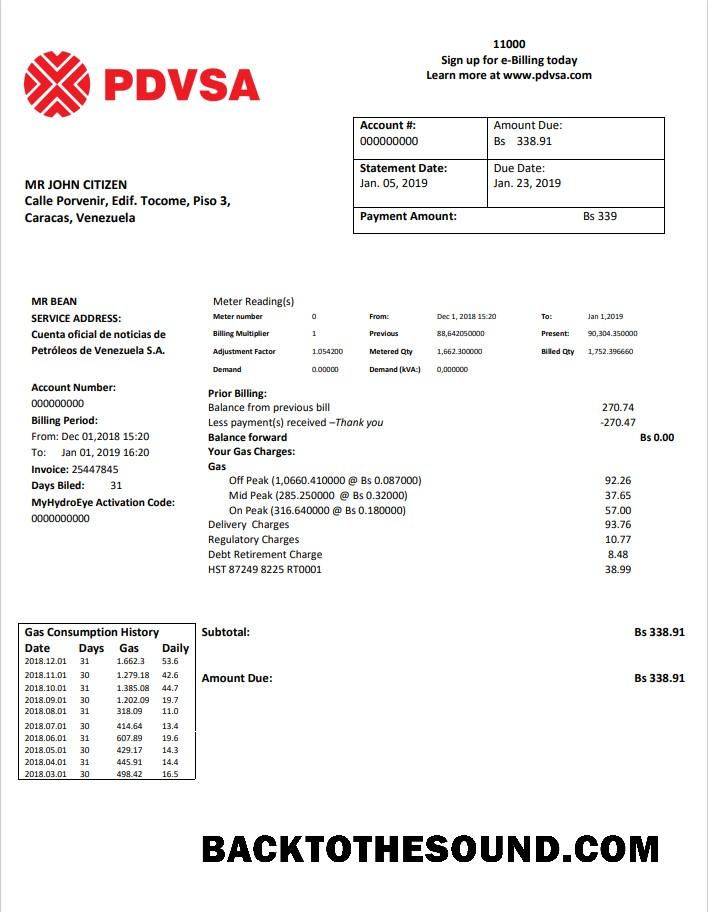 11000
Sign up for e-Billing today
Learn more at www.pdvsa.com
PDVSA
Account #:
000000000
Amount Due:
Bs 338.91
Statement Date:
Jan. 05, 2019
Due Date:
Jan. 23, 2019
Payment Amount: Bs 339
MR JOHN CITIZEN
Calle Porvenir, Edif. Tocome, Piso 3,
Caracas, Venezuela
MR BEAN
SERVICE ADDRESS:
Cuenta oficial de noticias de
Petróleos de Venezuela S.A.
Account Number:
000000000
Billing Period:
From: Dec 01,2018 15:20
To: Jan 01, 2019 16:20
Invoice: 25447845
Days Biled: 31
MyHydroEye Activation Code:
0000000000
Meter Reading(s)
Meter number 0 From: Dec 1, 2018 15:20 To: Jan 1,2019
Billing Multiplier 1 Previous 88,642050000 Present: 90,304.350000
Adjustment Factor 1.054200 Metered Qty 1,662.300000 Billed Qty 1,752.396660
Demand 0.00000 Demand (kVA:) 0,000000
Prior Billing:
Balance from previous bill 270.74
Less payment(s) received –Thank you -270.47
Balance forward Bs 0.00
Your Gas Charges:
Gas
Off Peak (1,0660.410000 @ Bs 0.087000) 92.26
Mid Peak (285.250000 @ Bs 0.32000) 37.65
On Peak (316.640000 @ Bs 0.180000) 57.00
Delivery Charges 93.76
Regulatory Charges 10.77
Debt Retirement Charge 8.48
HST 87249 8225 RT0001 38.99
Gas Consumption History
Date Days Gas Daily
2018.12.01 31 1.662.3 53.6
2018.11.01 30 1.279.18 42.6
2018.10.01 31 1.385.08 44.7
2018.09.01 30 1.202.09 19.7
2018.08.01 31 318.09 11.0
2018.07.01 30 414.64 13.4
2018.06.01 31 607.89 19.6
2018.05.01 30 429.17 14.3
2018.04.01 31 445.91 14.4
2018.03.01 30 498.42 16.5
Subtotal: Bs 338.91
Amount Due: Bs 338.91
BACKTOTHESOUND.COM